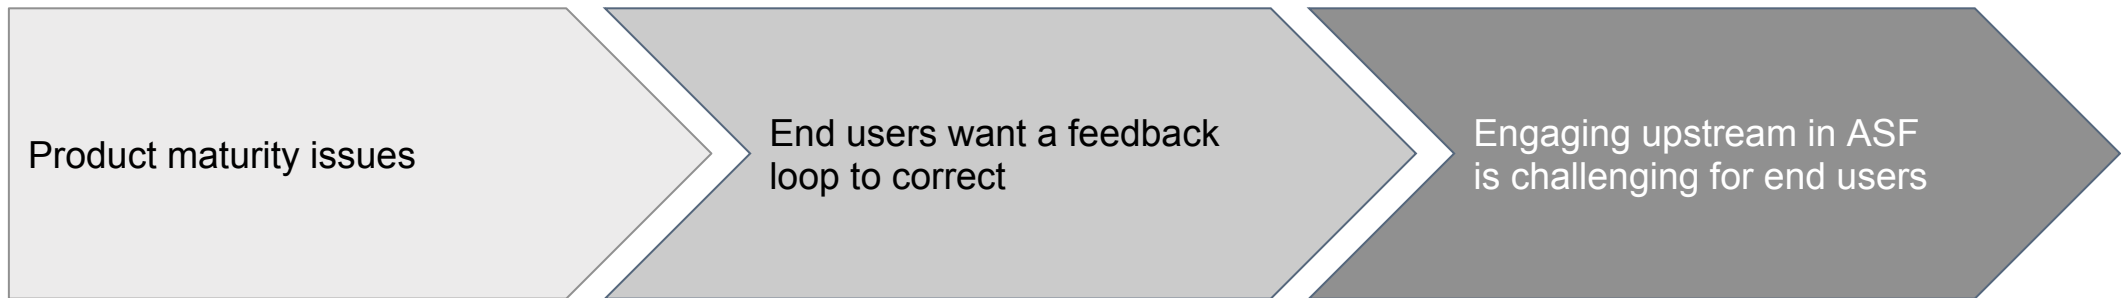 Product maturity issues
End users want a feedback
loop to correct
Engaging upstream in ASF
is challenging for end users